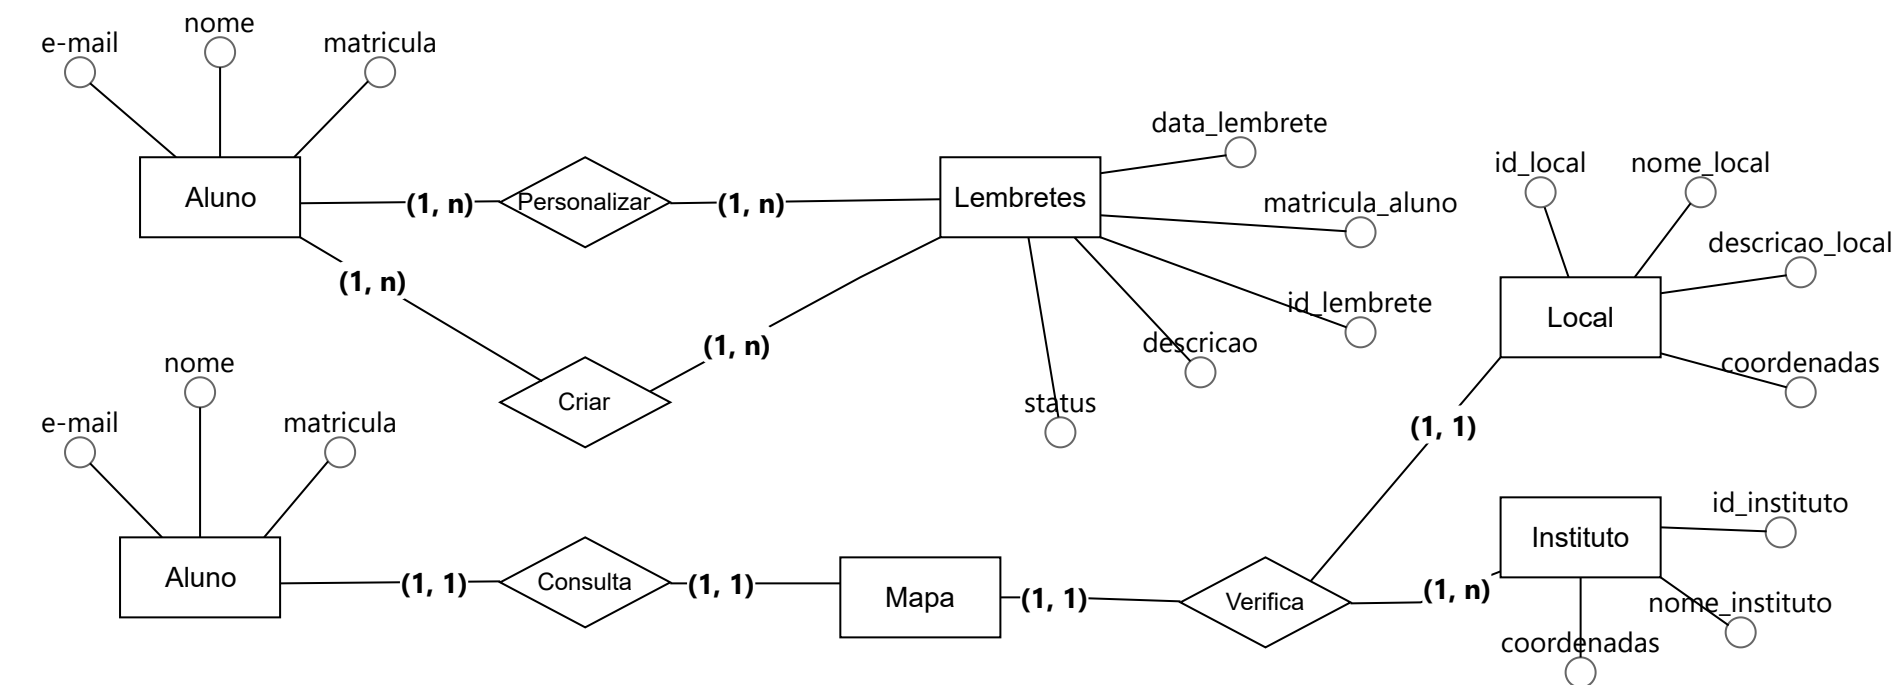 nome
e-mail
matricula
Aluno
(1, n)
Personalizar
(1, n)
Lembretes
data_lembrete
matricula_aluno
id_lembrete
descricao
status
(1, n)
Criar
(1, n)
id_local
nome_local
descricao_local
Local
coordenadas
(1, 1)
nome
e-mail
matricula
Aluno
(1, 1)
Consulta
(1, 1)
Mapa
(1, 1)
Verifica
(1, n)
Instituto
id_instituto
nome_instituto
coordenadas